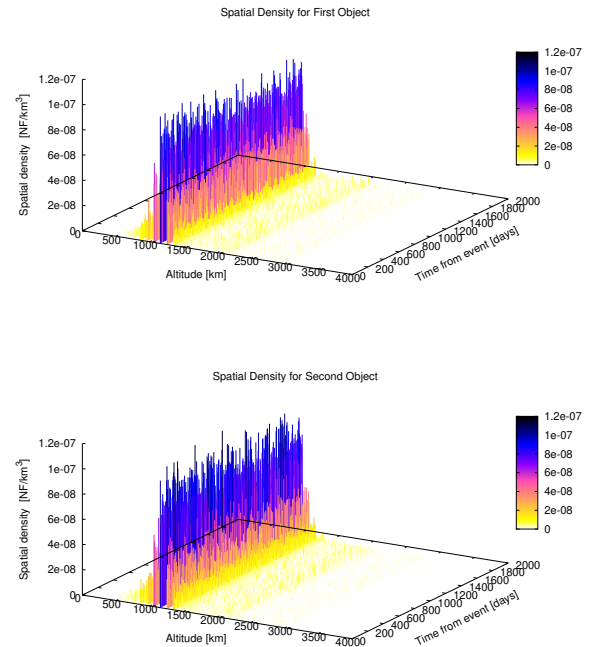 Spatial Density for First Object
Spatial density [NF/km³]
1.2e-07
1e-07
8e-08
6e-08
4e-08
2e-08
0
0
500
1000
1500
2000
2500
3000
3500
4000
Altitude [km]
0
200
400
600
800
1000
1200
1400
1600
1800
2000
Time from event [days]
1.2e-07
1e-07
8e-08
6e-08
4e-08
2e-08
0
Spatial Density for Second Object
Spatial density [NF/km³]
1.2e-07
1e-07
8e-08
6e-08
4e-08
2e-08
0
0
500
1000
1500
2000
2500
3000
3500
4000
Altitude [km]
0
200
400
600
800
1000
1200
1400
1600
1800
2000
Time from event [days]
1.2e-07
1e-07
8e-08
6e-08
4e-08
2e-08
0